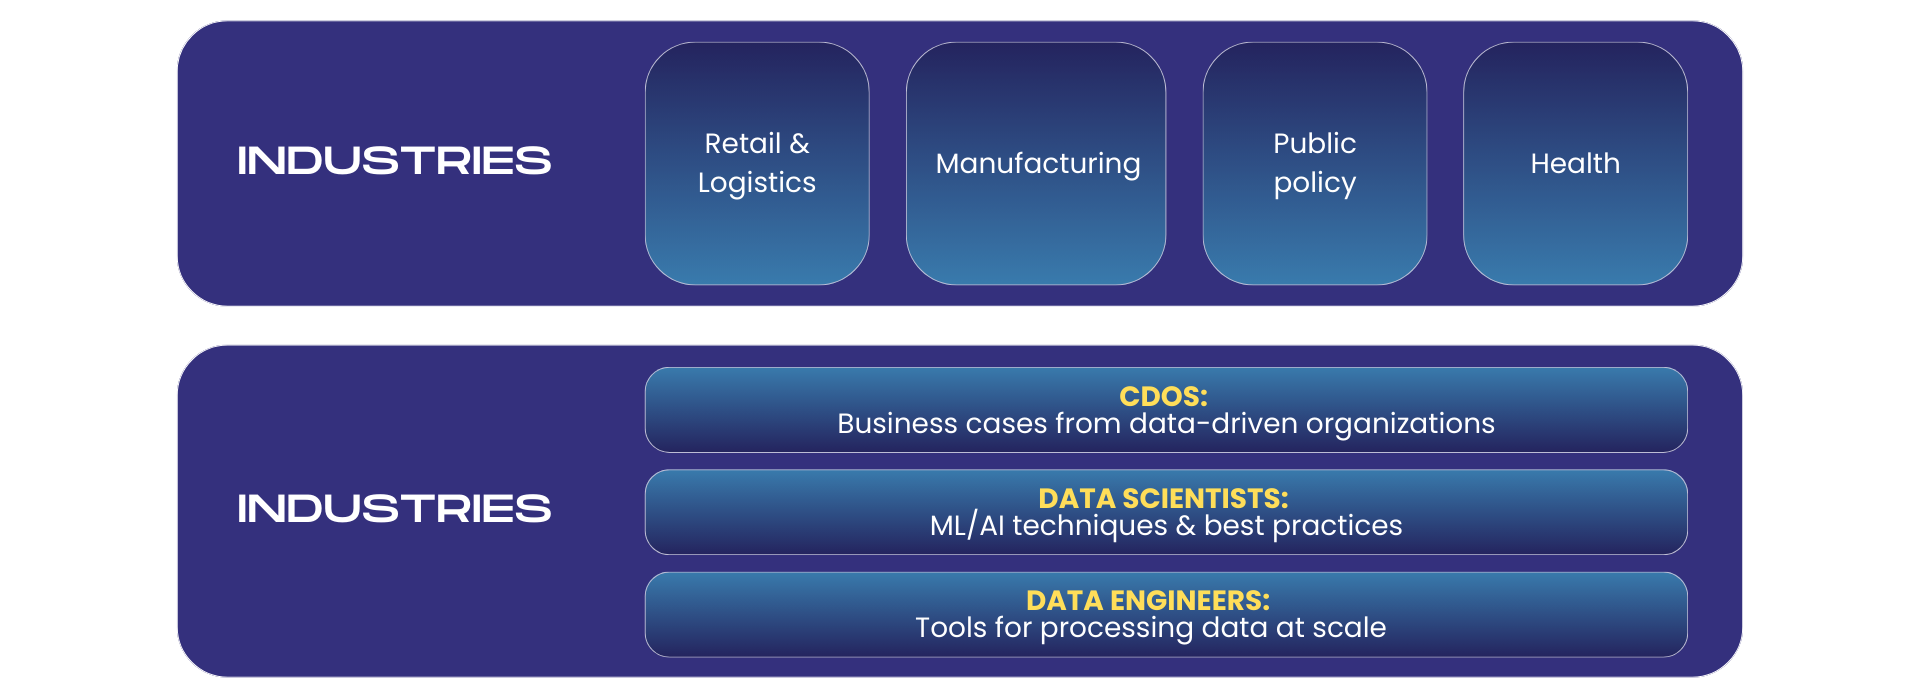 INDUSTRIES
Retail &
Logistics
Manufacturing
Public
policy
Health
INDUSTRIES
CDOS:
Business cases from data-driven organizations
DATA SCIENTISTS:
ML/AI techniques & best practices
DATA ENGINEERS:
Tools for processing data at scale